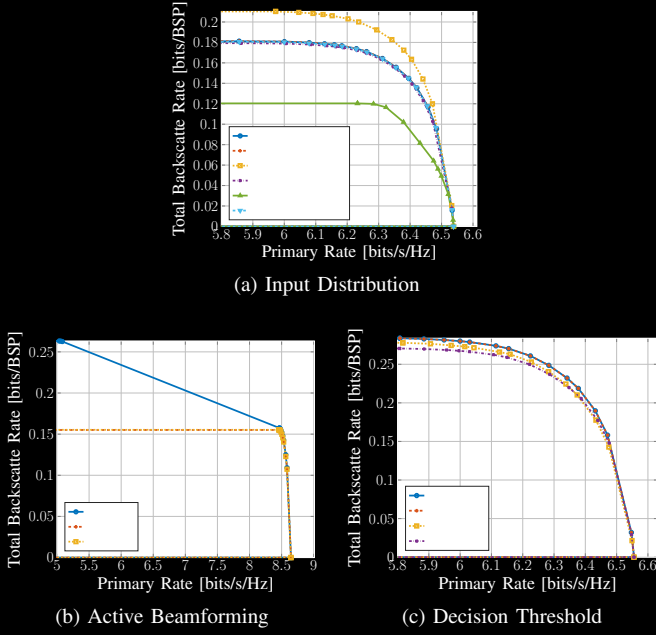 0.2
0.18
0.16
0.14
0.12
0.1
0.08
0.06
0.04
0.02
0
Total Backscatte Rate [bits/BSP]
5.8 5.9 6 6.1 6.2 6.3 6.4 6.5 6.6
Primary Rate [bits/s/Hz]
(a) Input Distribution
0.25
0.2
0.15
0.1
0.05
0
Total Backscatte Rate [bits/BSP]
5 5.5 6 6.5 7 7.5 8 8.5 9
Primary Rate [bits/s/Hz]
(b) Active Beamforming
0.25
0.2
0.15
0.1
0.05
0
Total Backscatte Rate [bits/BSP]
5.8 5.9 6 6.1 6.2 6.3 6.4 6.5 6.6
Primary Rate [bits/s/Hz]
(c) Decision Threshold